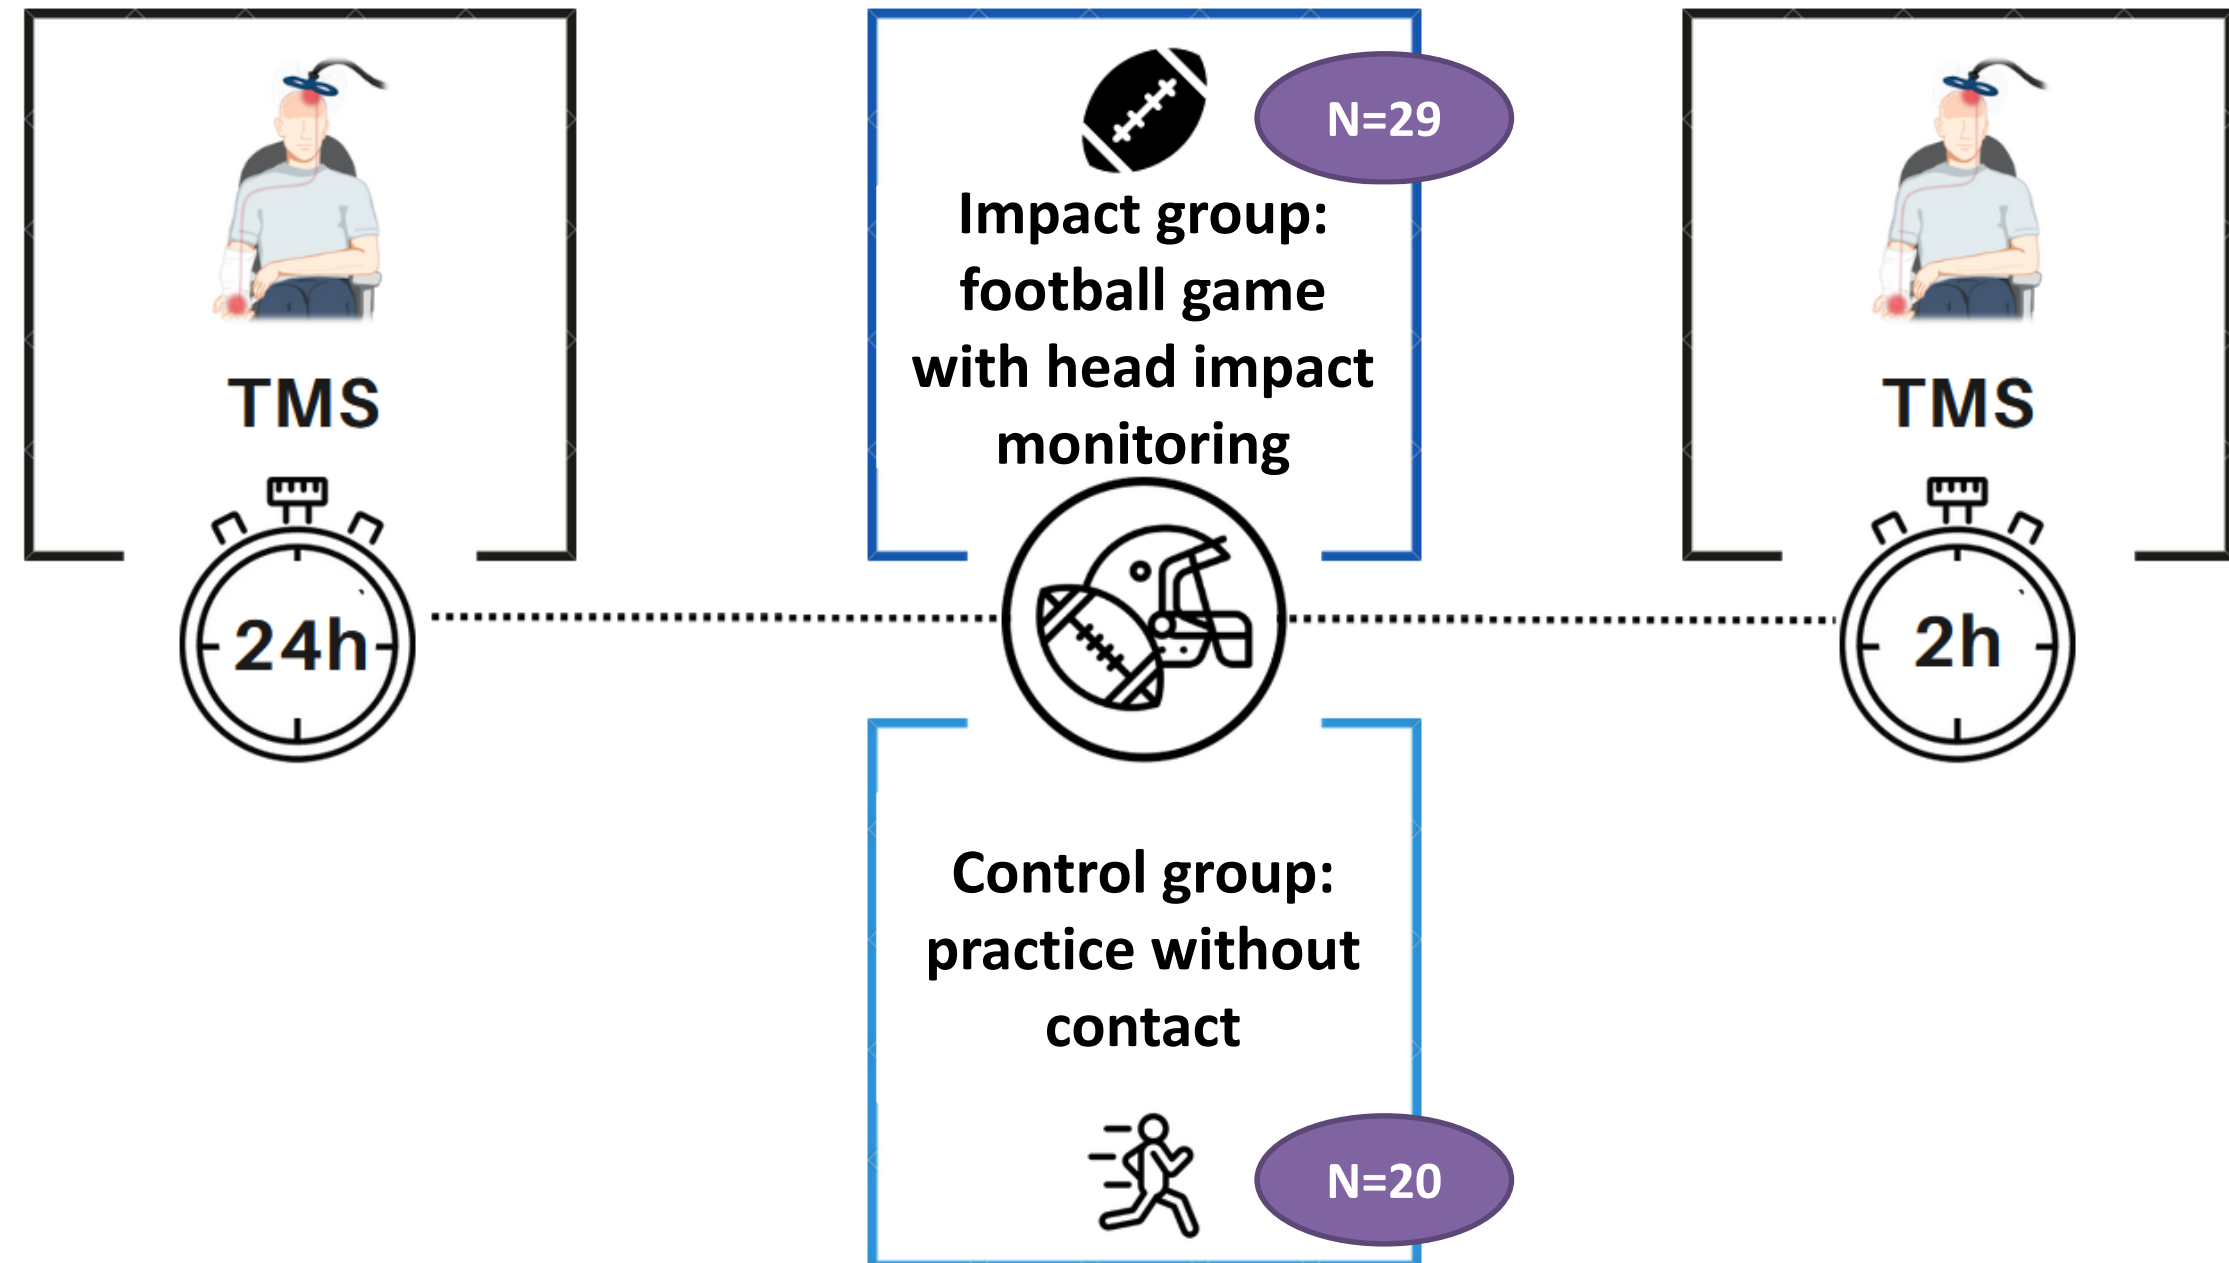 TMS
24h
N=29
Impact group:
football game
with head impact
monitoring
Control group:
practice without
contact
N=20
TMS
2h